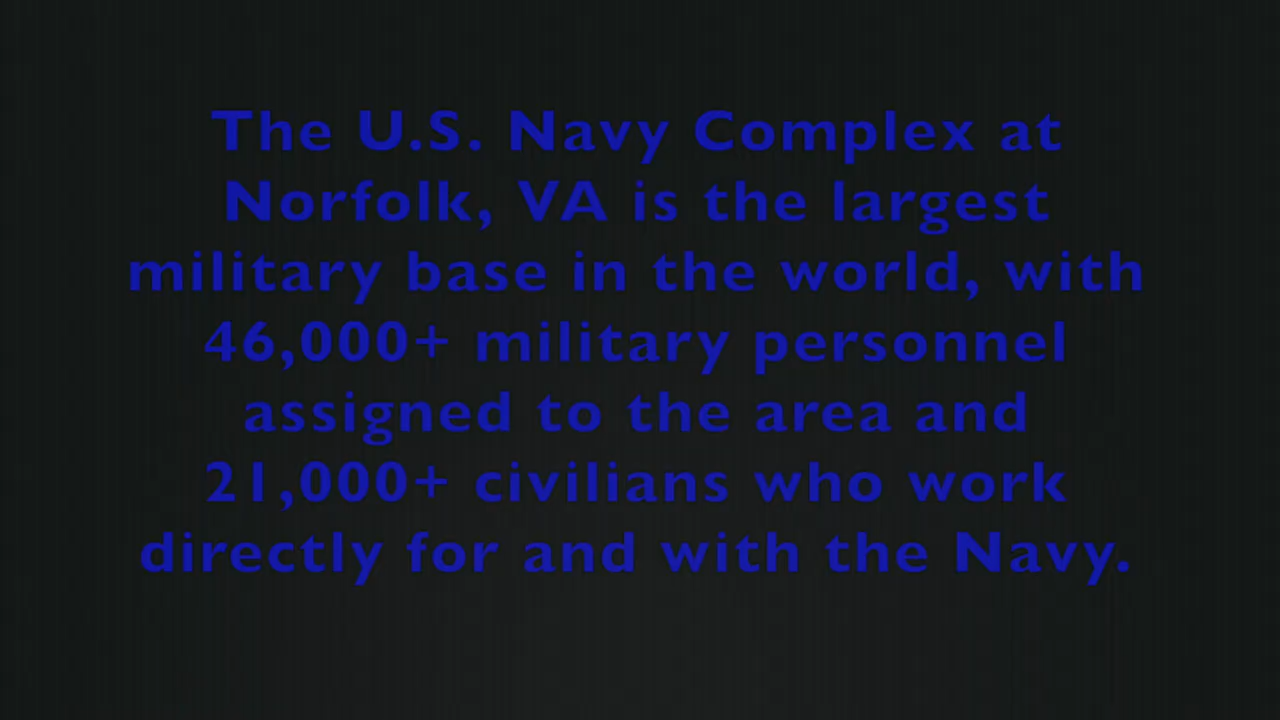 The U.S. Navy Complex at
Norfolk, VA is the largest
military base in the world, with
46,000+ military personnel
assigned to the area and
21,000+ civilians who work
directly for and with the Navy.